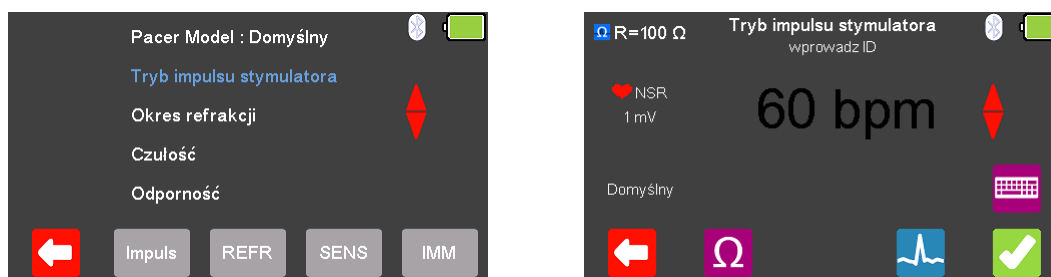 Pacer Model : Domyślny
Tryb impulsu stymulatora
Okres refrakcji
Czułość
Odporność
Impuls REFR SENS IMM
Ω R=100 Ω
Tryb impulsu stymulatora
wprowadz ID
NSR
1 mV
60 bpm
Domyślny
Ω